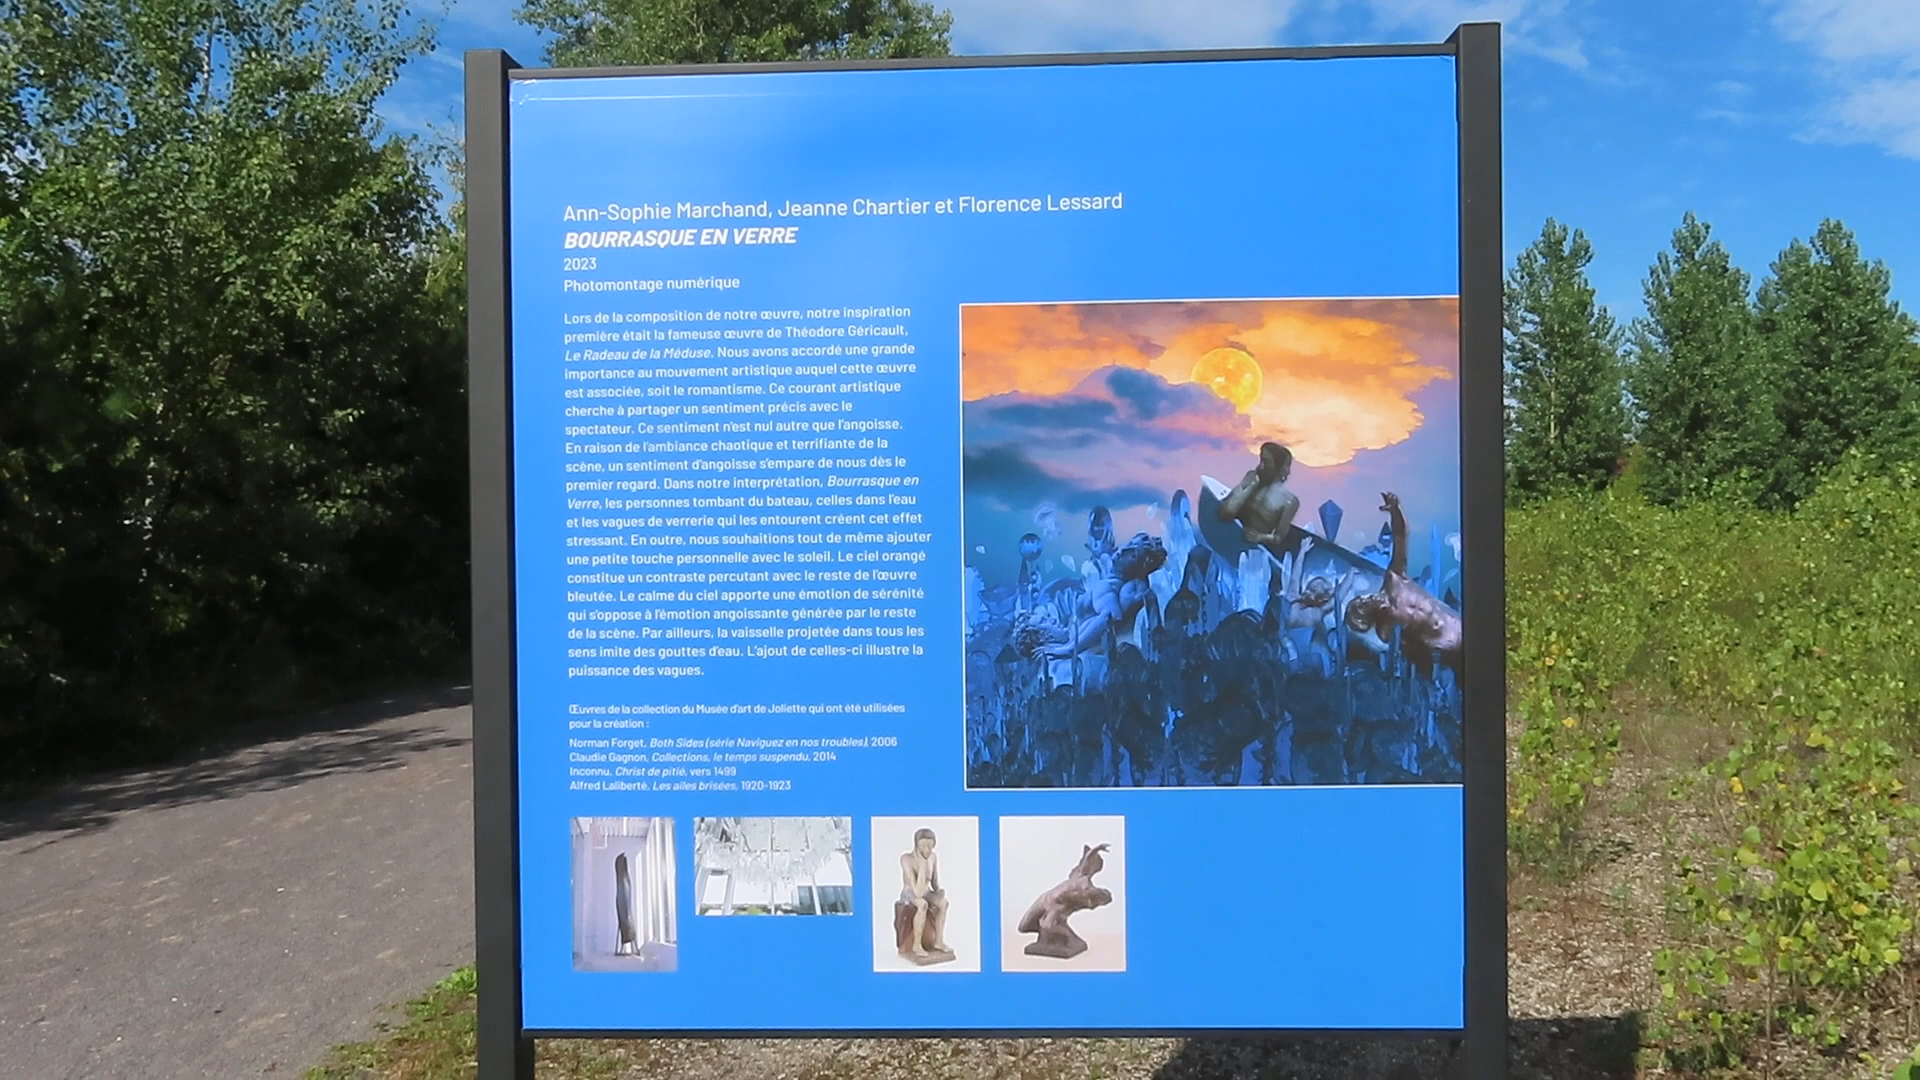 Ann-Sophie Marchand, Jeanne Chartier et Florence Lessard
BOURRASQUE EN VERRE
2023
Photomontage numérique
Lors de la composition de notre œuvre, notre inspiration
première était la fameuse œuvre de Théodore Géricault,
Le Radeau de la Méduse. Nous avons accordé une grande
importance au mouvement artistique auquel cette œuvre
est associée, soit le romantisme. Ce courant artistique
cherche à partager un sentiment précis avec le
spectateur. Ce sentiment n'est nul autre que l'angoisse.
En raison de l'ambiance chaotique et terrifiante de la
scène, un sentiment d'angoisse s'empare de nous dès le
premier regard. Dans notre interprétation, Bourrasque en
Verre, les personnes tombant du bateau, celles dans l'eau
et les vagues de verrerie qui les entourent créent cet effet
stressant. En outre, nous souhaitions tout de même ajouter
une petite touche personnelle avec le soleil. Le ciel orangé
constitue un contraste percutant avec le reste de l'œuvre
bleutée. Le calme du ciel apporte une émotion de sérénité
qui s'oppose à l'émotion angoissante générée par le reste
de la scène. Par ailleurs, la vaisselle projetée dans tous les
sens imite des gouttes d'eau. L'ajout de celles-ci illustre la
puissance des vagues.
Œuvres de la collection du Musée d'art de Joliette qui ont été utilisées
pour la création :
Norman Forget, Both Sides (série Naviguez en nos troubles), 2006
Claudie Gagnon, Collections, le temps suspendu, 2014
Inconnu, Christ de pitié, vers 1499
Alfred Laliberté, Les ailes brisées, 1920-1923